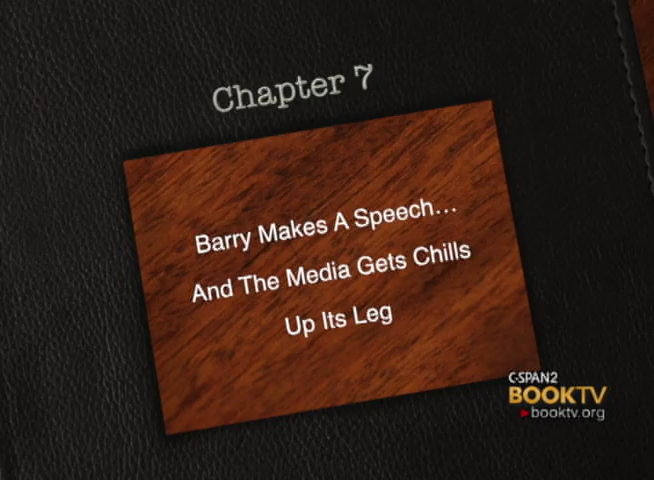 Chapter 7
Barry Makes A Speech...
And The Media Gets Chills
Up Its Leg
C-SPAN2
BOOKTV
booktv.org